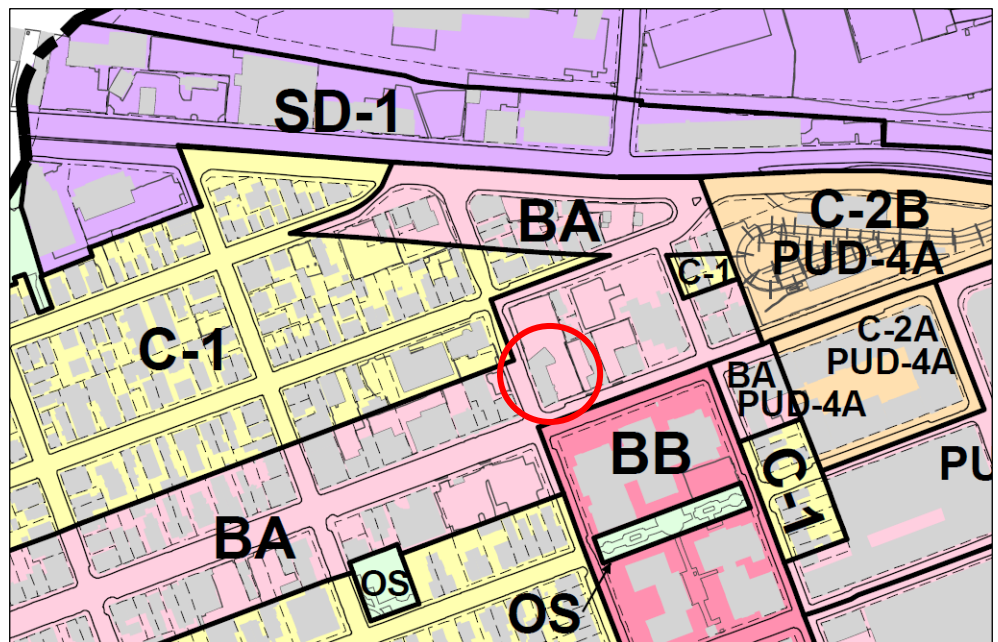 SD-1
BA
C-2B
PUD-4A
C-1
C-1
C-2A
PUD-4A
BA
PUD-4A
BB
PU
C-1
BA
OS
OS